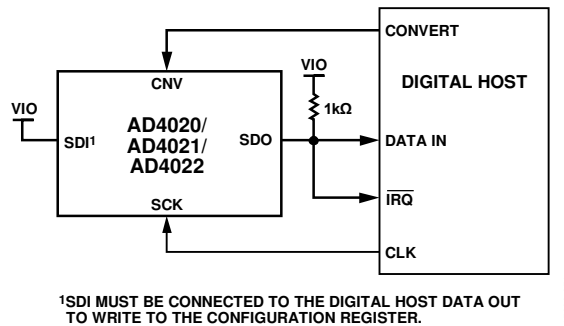 CONVERT
VIO
DIGITAL HOST
CNV
VIO
1kΩ
AD4020/
AD4021/
AD4022
SDI1
SDO
DATA IN
SCK
IRQ
CLK
1SDI MUST BE CONNECTED TO THE DIGITAL HOST DATA OUT
TO WRITE TO THE CONFIGURATION REGISTER.